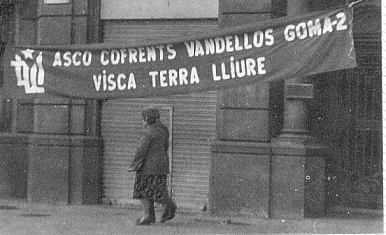 ASCO COFRENTS VANDELLOS GOMA-2
VISCA TERRA LLIURE